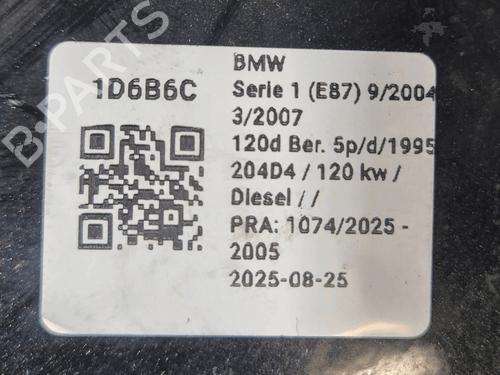 1D6B6C
BMW
Serie 1 (E87) 9/2004
3/2007
120d Ber. 5p/d/1995
204D4 / 120 kw /
Diesel / /
PRA: 1074/2025 -
2005
2025-08-25
B-PARTS